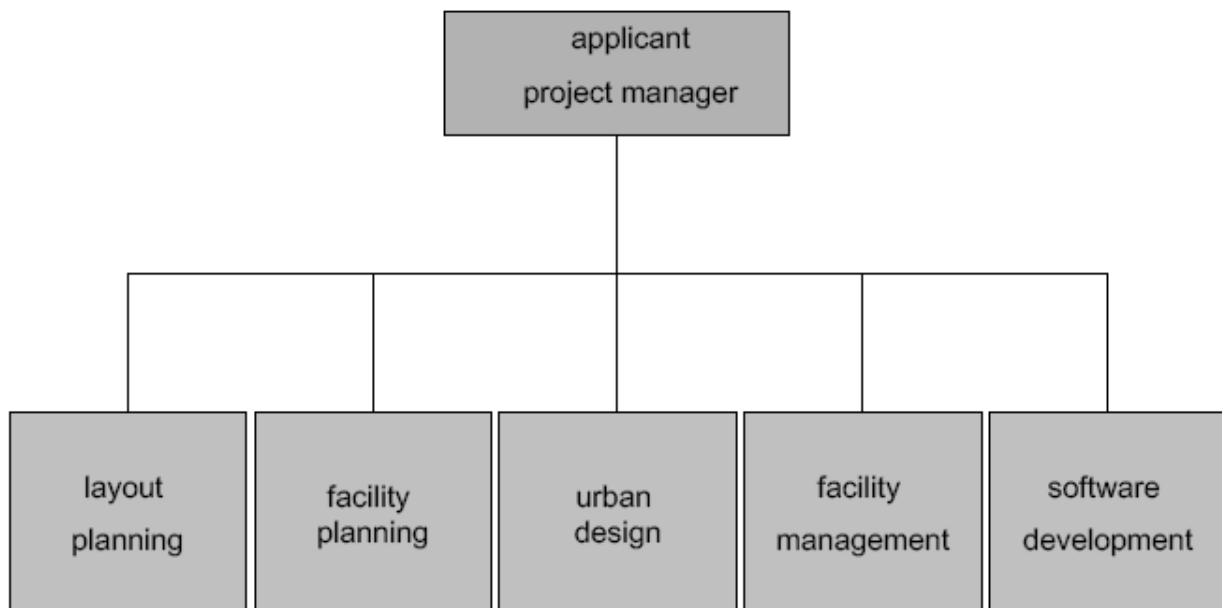 applicant
project manager
layout
planning
facility
planning
urban
design
facility
management
software
development